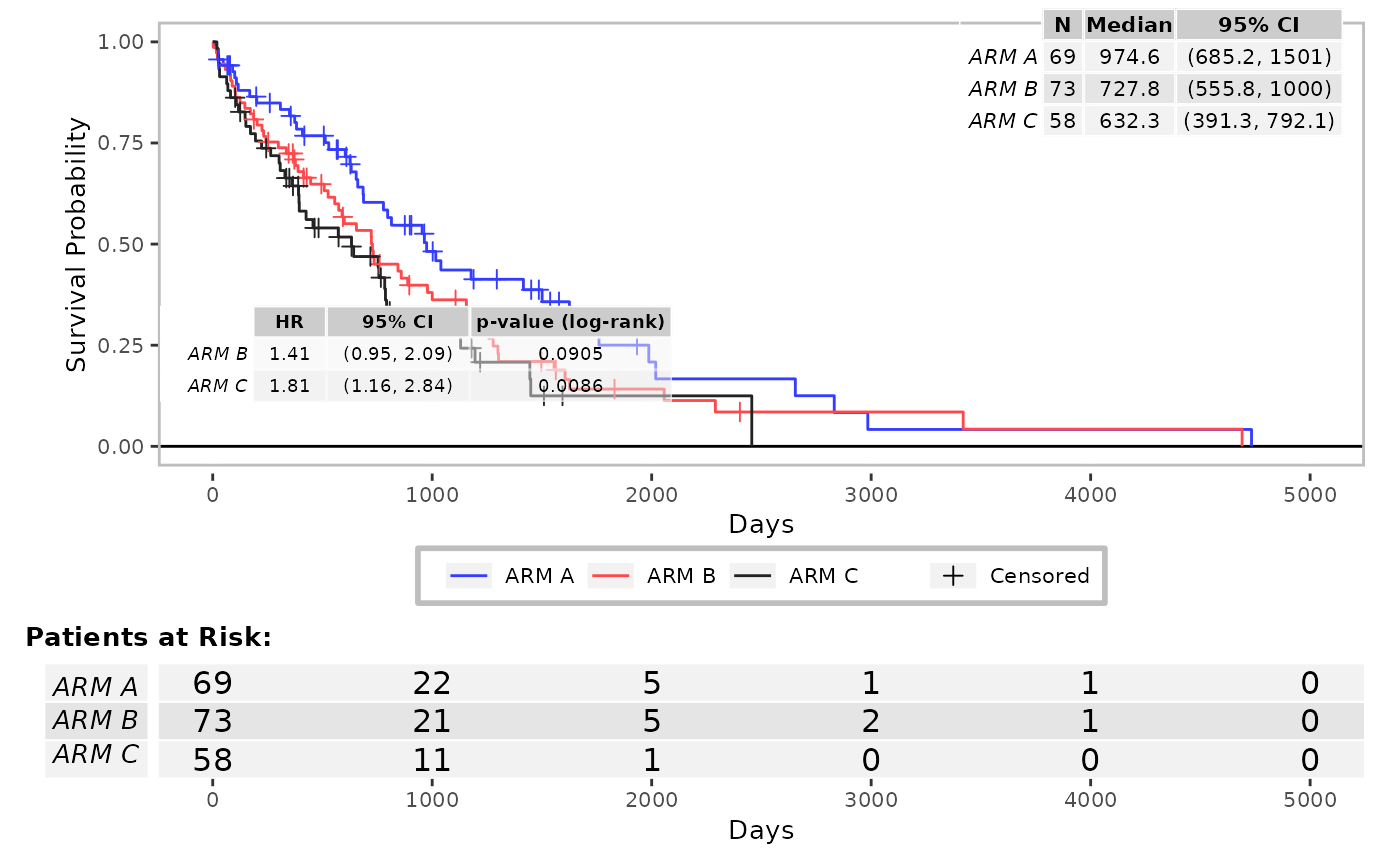 N Median 95% CI
ARM A 69 974.6 (685.2, 1501)
ARM B 73 727.8 (555.8, 1000)
ARM C 58 632.3 (391.3, 792.1)
Survival Probability
1.00
0.75
0.50
0.25
0.00
HR 95% CI p-value (log-rank)
ARM B 1.41 (0.95, 2.09) 0.0905
ARM C 1.81 (1.16, 2.84) 0.0086
0 1000 2000 3000 4000 5000
Days
ARM A ARM B ARM C Censored
Patients at Risk:
ARM A 69 22 5 1 1 0
ARM B 73 21 5 2 1 0
ARM C 58 11 1 0 0 0
0 1000 2000 3000 4000 5000
Days